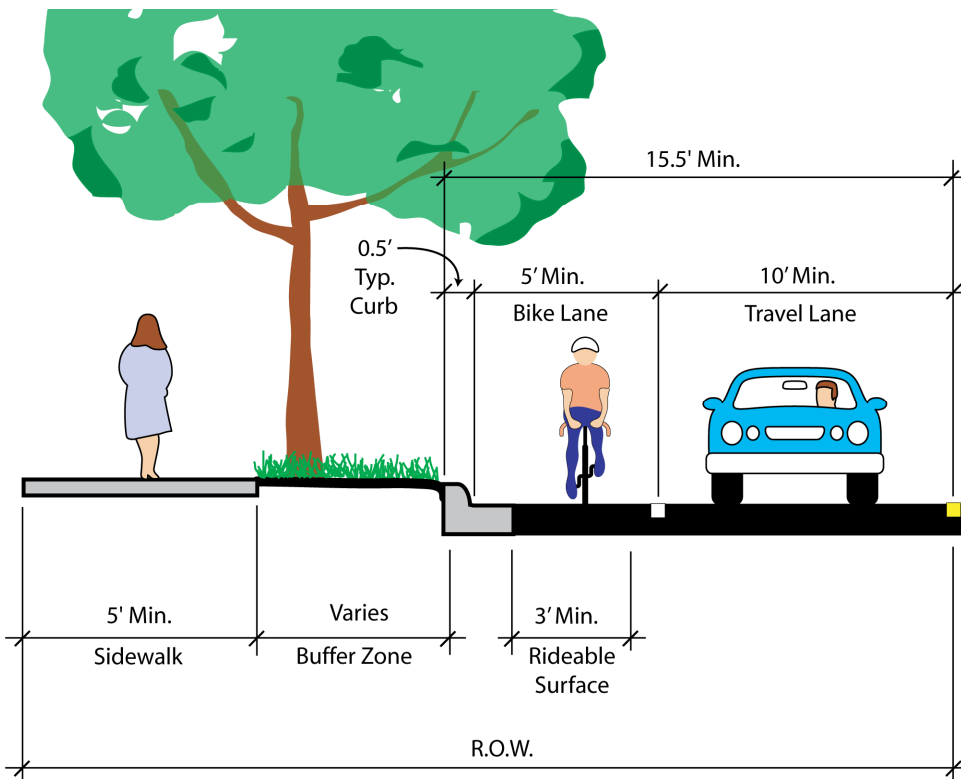 15.5' Min.
0.5'
Typ.
Curb
5' Min.
Bike Lane
10' Min.
Travel Lane
5' Min.
Sidewalk
Varies
Buffer Zone
3' Min.
Rideable
Surface
R.O.W.